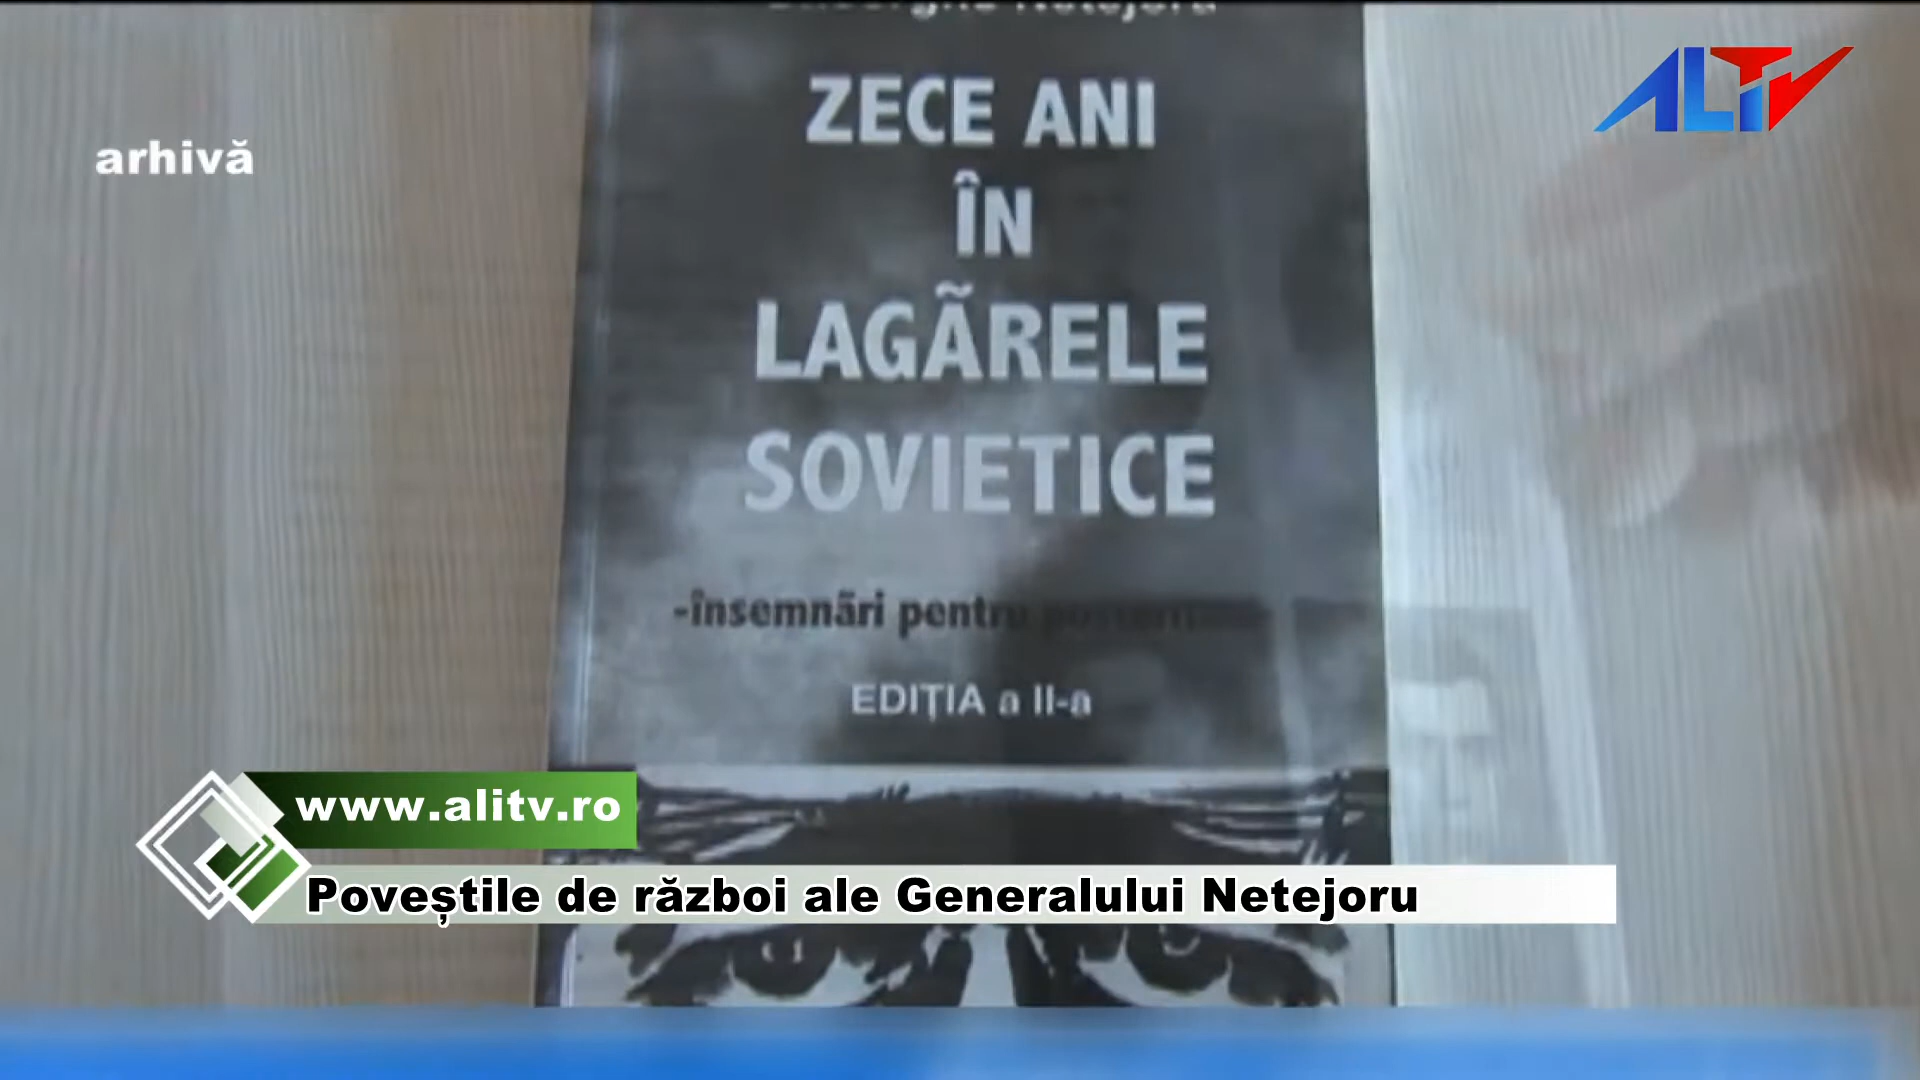 Netejoru
ALTV
ZECE ANI
arhivă
ÎN
LAGĂRELE
SOVIETICE
-însemnări pentru
EDIȚIA a II-a
www.alitv.ro
Poveștile de război ale Generalului Netejoru